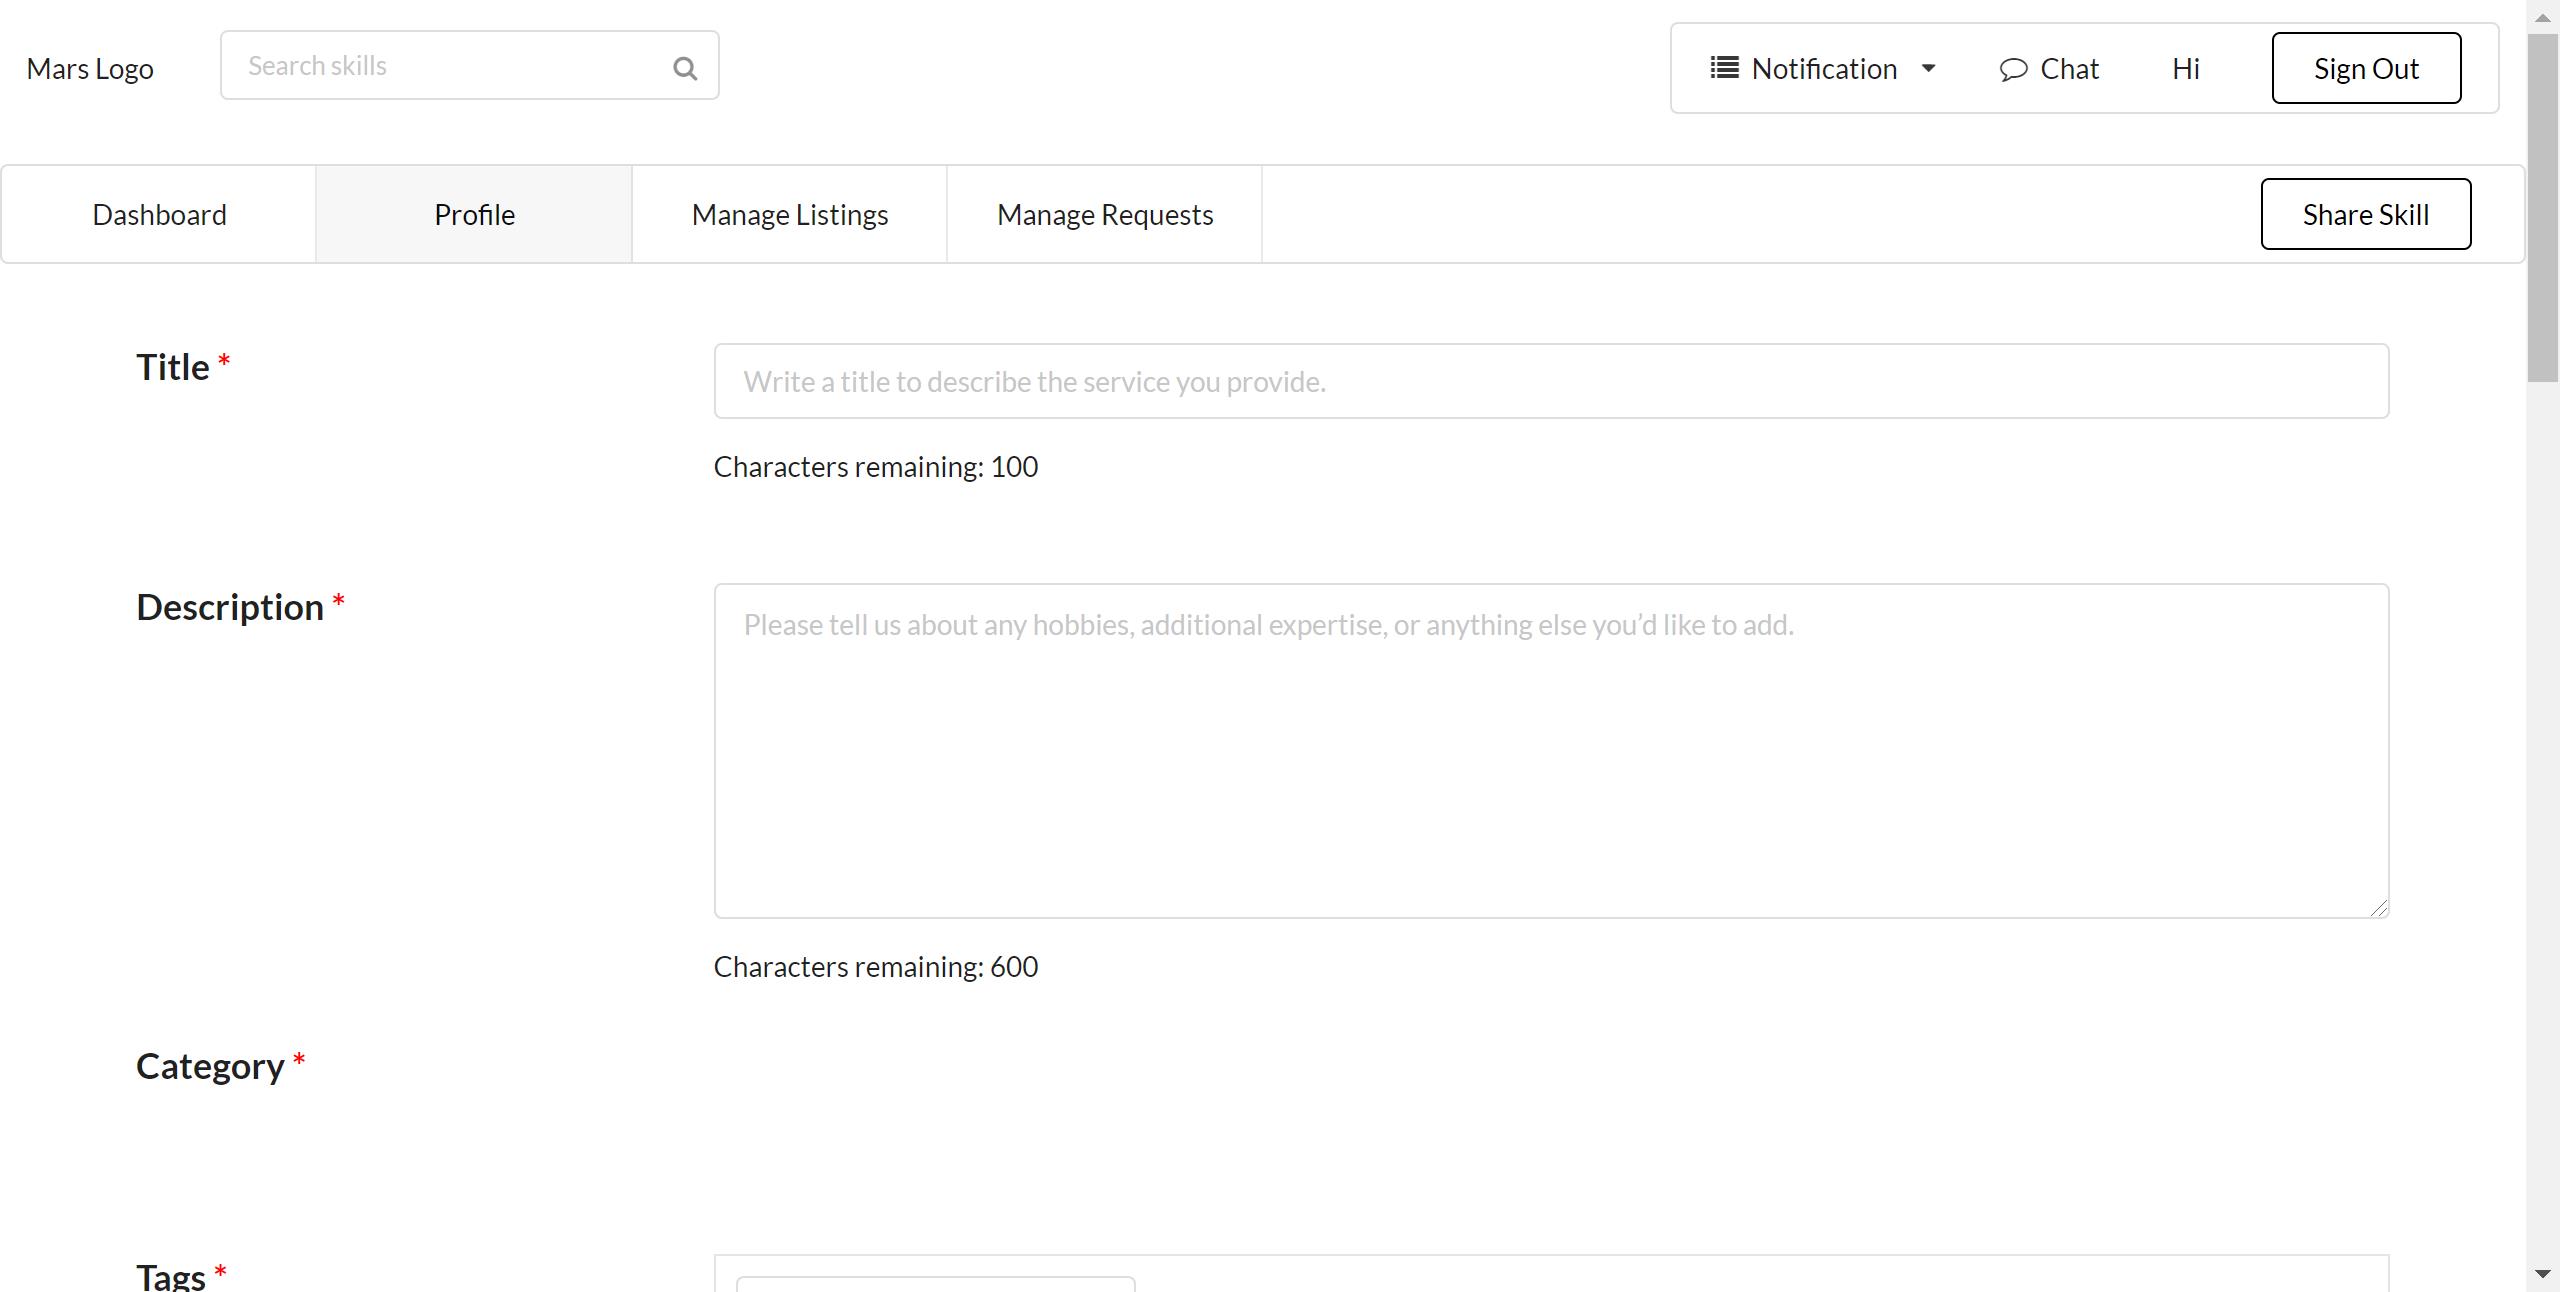 Mars Logo
Search skills
Notification
Chat
Hi
Sign Out
Dashboard
Profile
Manage Listings
Manage Requests
Share Skill
Title *
Write a title to describe the service you provide.
Characters remaining: 100
Description *
Please tell us about any hobbies, additional expertise, or anything else you’d like to add.
Characters remaining: 600
Category *
Tags *